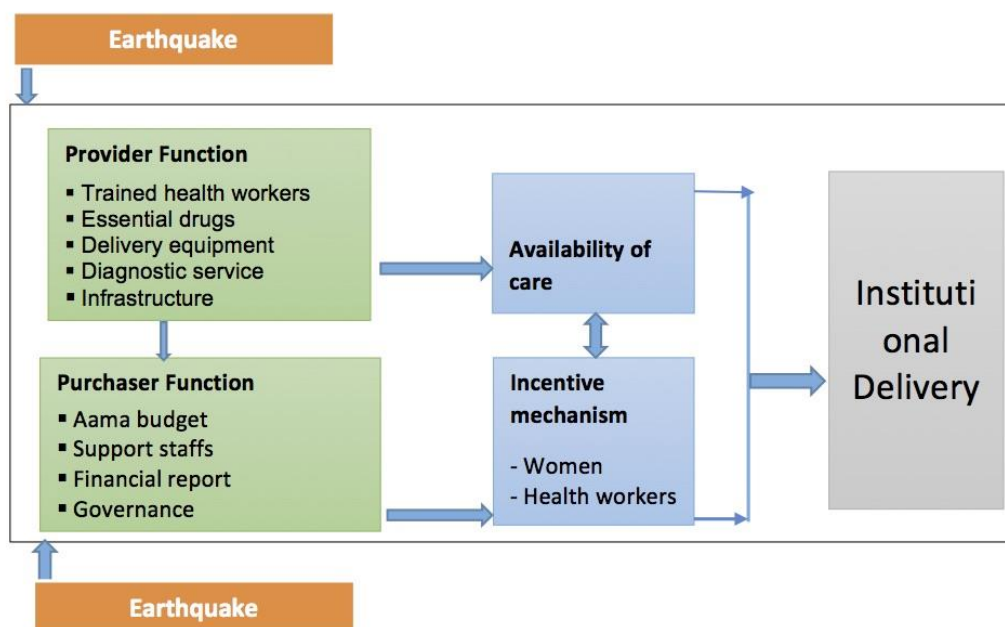 Earthquake
Provider Function
▪ Trained health workers
▪ Essential drugs
▪ Delivery equipment
▪ Diagnostic service
▪ Infrastructure
Purchaser Function
▪ Aama budget
▪ Support staffs
▪ Financial report
▪ Governance
Availability of
care
Incentive
mechanism
- Women
- Health workers
Instituti
onal
Delivery
Earthquake